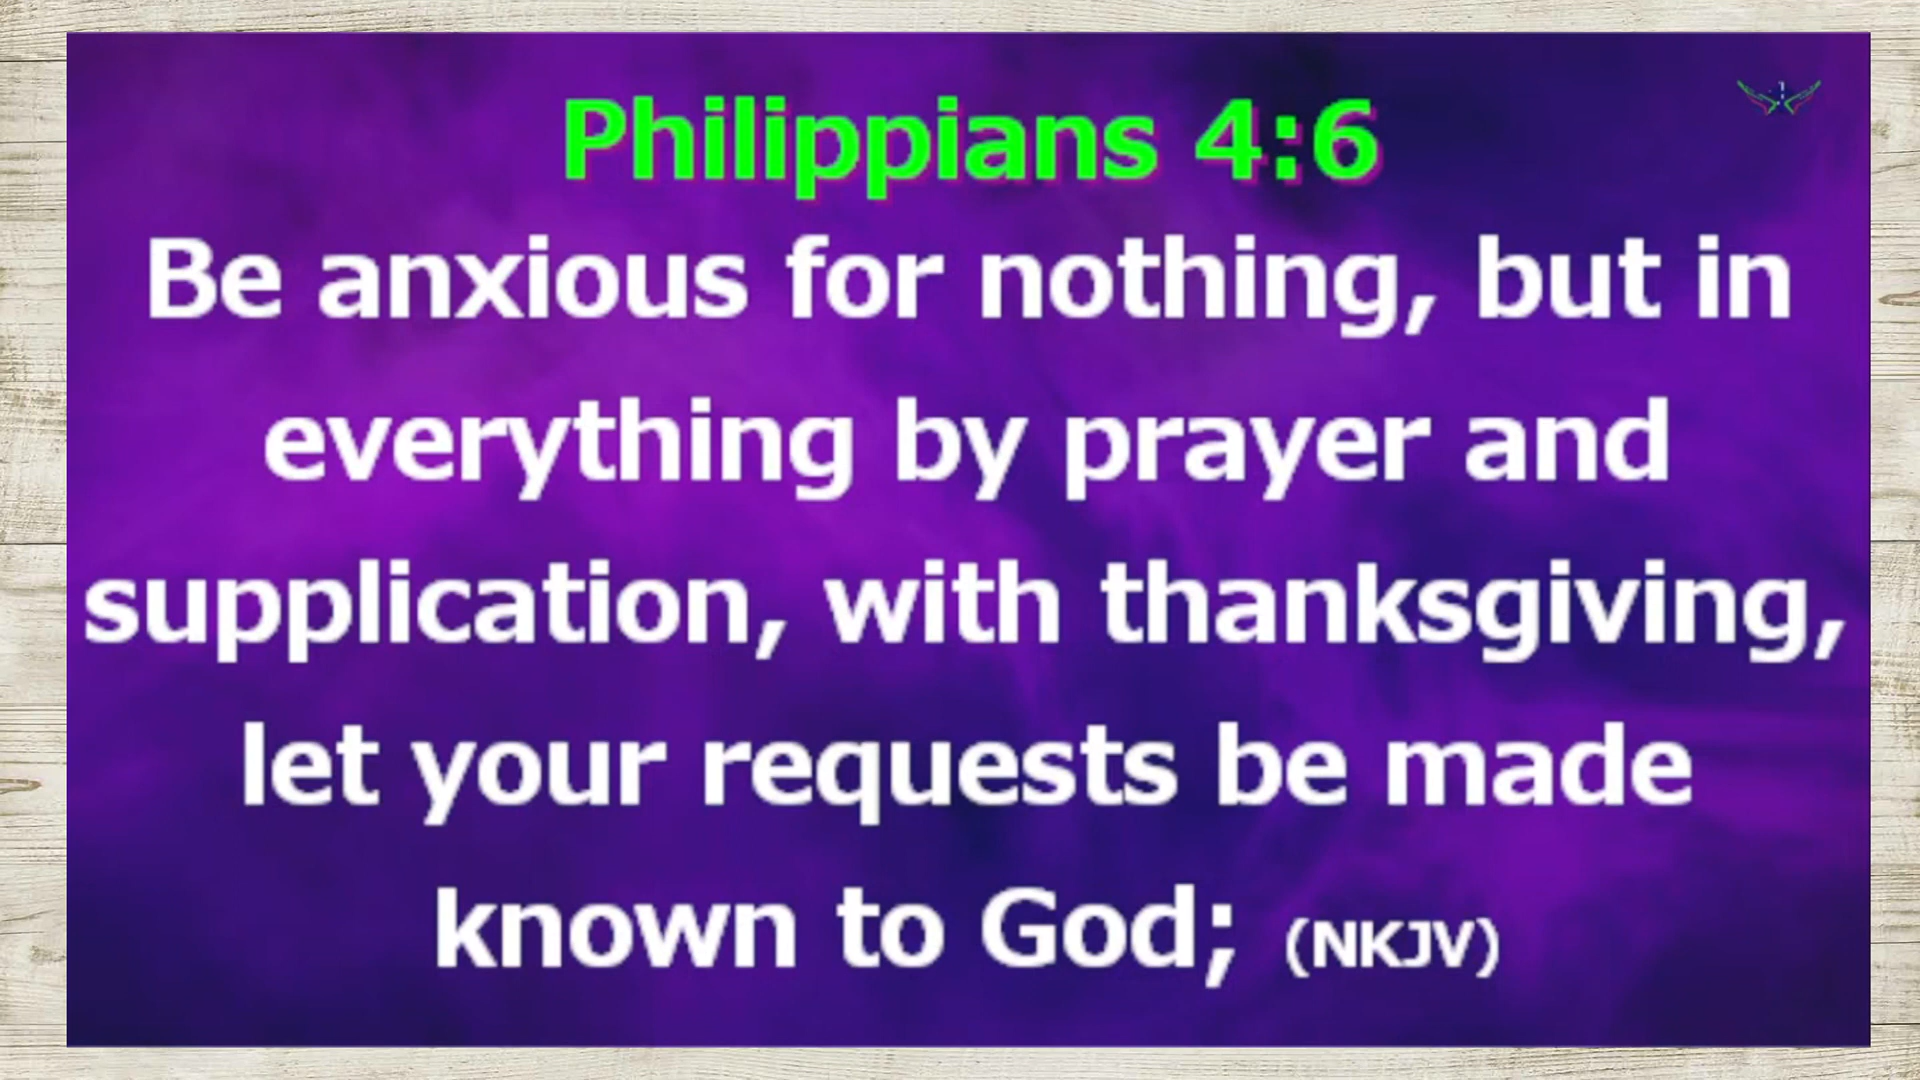 Philippians 4:6
Be anxious for nothing, but in
everything by prayer and
supplication, with thanksgiving,
let your requests be made
known to God; (NKJV)